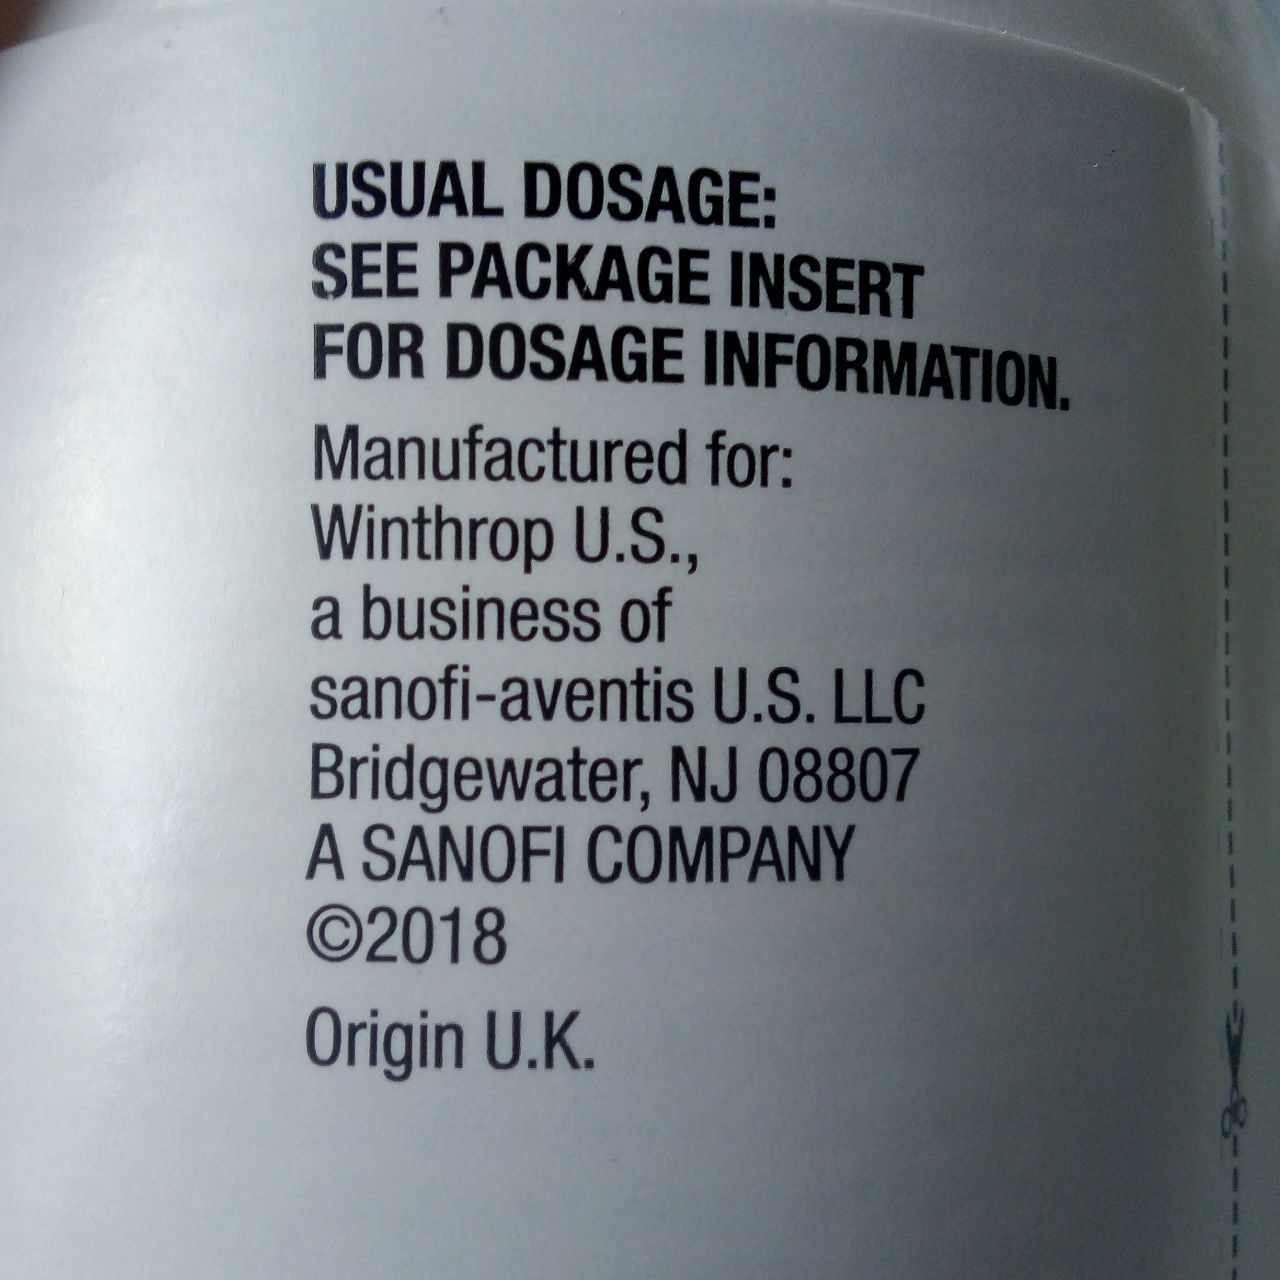 USUAL DOSAGE:
SEE PACKAGE INSERT
FOR DOSAGE INFORMATION.
Manufactured for:
Winthrop U.S.,
a business of
sanofi-aventis U.S. LLC
Bridgewater, NJ 08807
A SANOFI COMPANY
©2018
Origin U.K.